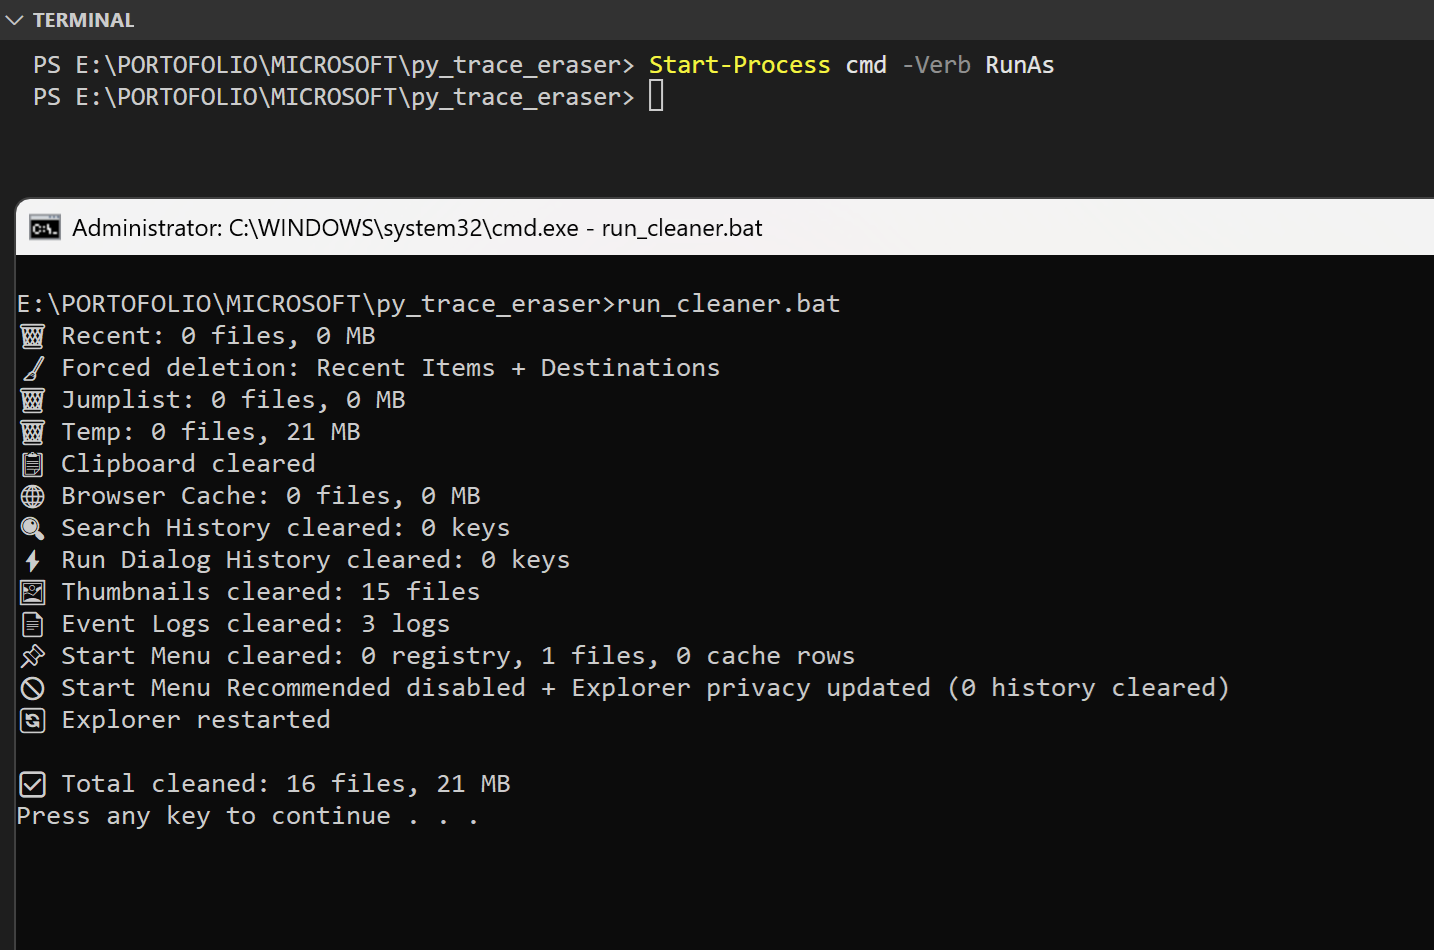 TERMINAL
PS E:\PORTOFOLIO\MICROSOFT\py_trace_eraser> Start-Process cmd -Verb RunAs
PS E:\PORTOFOLIO\MICROSOFT\py_trace_eraser>
Administrator: C:\WINDOWS\system32\cmd.exe - run_cleaner.bat
E:\PORTOFOLIO\MICROSOFT\py_trace_eraser>run_cleaner.bat
Recent: 0 files, 0 MB
Forced deletion: Recent Items + Destinations
Jumplist: 0 files, 0 MB
Temp: 0 files, 21 MB
Clipboard cleared
Browser Cache: 0 files, 0 MB
Search History cleared: 0 keys
Run Dialog History cleared: 0 keys
Thumbnails cleared: 15 files
Event Logs cleared: 3 logs
Start Menu cleared: 0 registry, 1 files, 0 cache rows
Start Menu Recommended disabled + Explorer privacy updated (0 history cleared)
Explorer restarted
Total cleaned: 16 files, 21 MB
Press any key to continue . . .